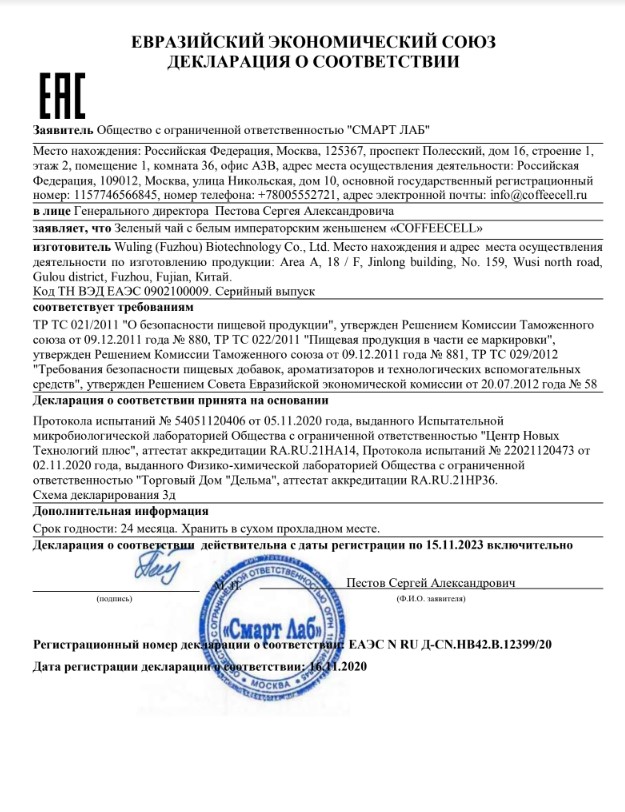 ЕВРАЗИЙСКИЙ ЭКОНОМИЧЕСКИЙ СОЮЗ
ДЕКЛАРАЦИЯ О СООТВЕТСТВИИ
ЕАС
Заявитель Общество с ограниченной ответственностью "СМАРТ ЛАБ"
Место нахождения: Российская Федерация, Москва, 125367, проспект Полесский, дом 16, строение 1,
этаж 2, помещение 1, комната 36, офис А3В, адрес места осуществления деятельности: Российская
Федерация, 109012, Москва, улица Никольская, дом 10, основной государственный регистрационный
номер: 1157746566845, номер телефона: +78005552721, адрес электронной почты: info@coffeecell.ru
в лице Генерального директора Пестова Сергея Александровича
заявляет, что Зеленый чай с белым императорским женьшенем «COFFEECELL»
изготовитель Wuling (Fuzhou) Biotechnology Co., Ltd. Место нахождения и адрес места осуществления
деятельности по изготовлению продукции: Area A, 18 / F, Jinlong building, No. 159, Wusi north road,
Gulou district, Fuzhou, Fujian, Китай.
Код ТН ВЭД ЕАЭС 0902100009. Серийный выпуск
соответствует требованиям
ТР ТС 021/2011 "О безопасности пищевой продукции", утвержден Решением Комиссии Таможенного
союза от 09.12.2011 года № 880, ТР ТС 022/2011 "Пищевая продукция в части ее маркировки",
утвержден Решением Комиссии Таможенного союза от 09.12.2011 года № 881, ТР ТС 029/2012
"Требования безопасности пищевых добавок, ароматизаторов и технологических вспомогательных
средств", утвержден Решением Совета Евразийской экономической комиссии от 20.07.2012 года № 58
Декларация о соответствии принята на основании
Протокола испытаний № 54051120406 от 05.11.2020 года, выданного Испытательной
микробиологической лабораторией Общества с ограниченной ответственностью "Центр Новых
Технологий плюс", аттестат аккредитации RA.RU.21НА14, Протокола испытаний № 22021120473 от
02.11.2020 года, выданного Физико-химической лабораторией Общества с ограниченной
ответственностью "Торговый Дом "Дельма", аттестат аккредитации RA.RU.21НР36.
Схема декларирования 3д
Дополнительная информация
Срок годности: 24 месяца. Хранить в сухом прохладном месте.
Декларация о соответствии действительна с даты регистрации по 15.11.2023 включительно
М. П.
Пестов Сергей Александрович
(подпись)
(Ф.И.О. заявителя)
С ОГРАНИЧЕННОЙ ОТВЕТСТВЕННОСТЬЮ ОГРН
«Смарт Лаб»
МОСКВА
Регистрационный номер декларации о соответствии: ЕАЭС N RU Д-CN.НВ42.В.12399/20
Дата регистрации декларации о соответствии: 16.11.2020